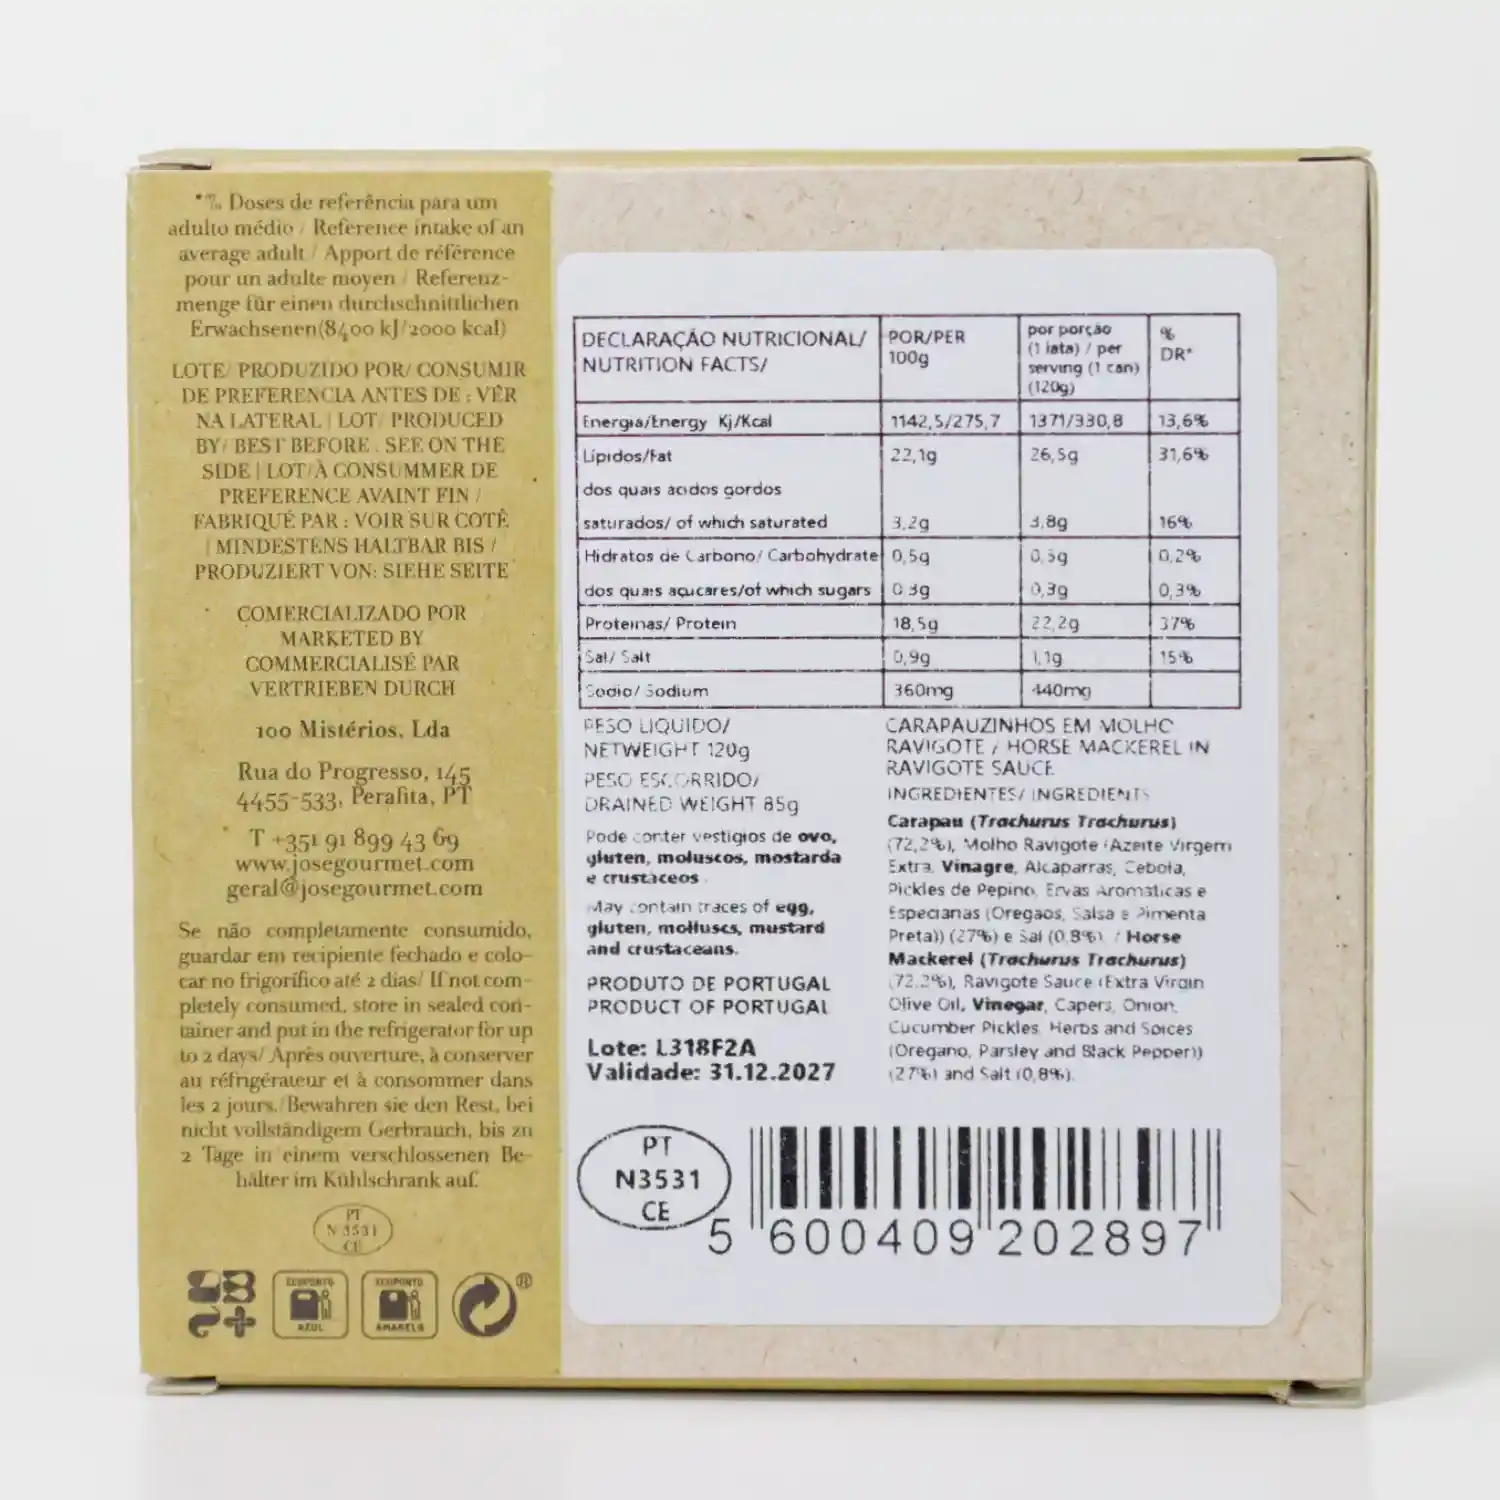 *% Doses de referência para um
adulto médio / Reference intake of an
average adult / Apport de référence
pour un adulte moyen / Referenz-
menge für einen durchschnittlichen
Erwachsenen(8400 kJ/2000 kcal)
LOTE/ PRODUZIDO POR/ CONSUMIR
DE PREFERENCIA ANTES DE : VÊR
NA LATERAL | LOT/ PRODUCED
BY/ BEST BEFORE : SEE ON THE
SIDE | LOT/À CONSUMMER DE
PREFERENCE AVAINT FIN /
FABRIQUÉ PAR : VOIR SUR COTÊ
| MINDESTENS HALTBAR BIS /
PRODUZIERT VON: SIEHE SEITE
COMERCIALIZADO POR
MARKETED BY
COMMERCIALISÉ PAR
VERTRIEBEN DURCH
100 Mistérios, Lda
Rua do Progresso, 145
4455-533, Perafita, PT
T +351 91 899 43 69
www.josegourmet.com
geral@josegourmet.com
Se não completamente consumido,
guardar em recipiente fechado e colo-
car no frigorífico até 2 dias/ If not com-
pletely consumed, store in sealed con-
tainer and put in the refrigerator for up
to 2 days/ Après ouverture, à conserver
au réfrigérateur et à consommer dans
les 2 jours./Bewahren sie den Rest, bei
nicht vollständigem Gerbrauch, bis zu
2 Tage in einem verschlossenen Be-
hälter im Kühlschrank auf.
PT
N 3531
CE
ECOPONTO
AZUL
ECOPONTO
AMARELO
®
DECLARAÇÃO NUTRICIONAL/ POR/PER por porção %
NUTRITION FACTS/ 100g (1 lata) / per DR*
serving (1 can)
(120g)
Energia/Energy Kj/Kcal 1142,5/275,7 1371/330,8 13,6%
Lípidos/Fat 22,1g 26,5g 31,6%
dos quais acidos gordos
saturados/ of which saturated 3,2g 3,8g 16%
Hidratos de Carbono/ Carbohydrate 0,5g 0,5g 0,2%
dos quais açucares/of which sugars 0,3g 0,3g 0,3%
Proteinas/ Protein 18,5g 22,2g 37%
Sal/ Salt 0,9g 1,1g 15%
Sodio/ Sodium 360mg 440mg
PESO LIQUIDO/
NETWEIGHT 120g
PESO ESCORRIDO/
DRAINED WEIGHT 85g
Pode conter vestigios de ovo,
gluten, moluscos, mostarda
e crustaceos
May contain traces of egg,
gluten, molluscs, mustard
and crustaceans.
PRODUTO DE PORTUGAL
PRODUCT OF PORTUGAL
Lote: L318F2A
Validade: 31.12.2027
CARAPAUZINHOS EM MOLHO
RAVIGOTE / HORSE MACKEREL IN
RAVIGOTE SAUCE
INGREDIENTES/ INGREDIENTS
Carapau (Trachurus Trachurus)
(72,2%), Molho Ravigote (Azeite Virgem
Extra, Vinagre, Alcaparras, Cebola,
Pickles de Pepino, Ervas Aromaticas e
Especiarias (Oregaos, Salsa e Pimenta
Preta)) (27%) e Sal (0,8%). / Horse
Mackerel (Trachurus Trachurus)
(72,2%), Ravigote Sauce (Extra Virgin
Olive Oil, Vinegar, Capers, Onion,
Cucumber Pickles, Herbs and Spices
(Oregano, Parsley and Black Pepper))
(27%) and Salt (0,8%).
PT
N3531
CE
5 600409 202897